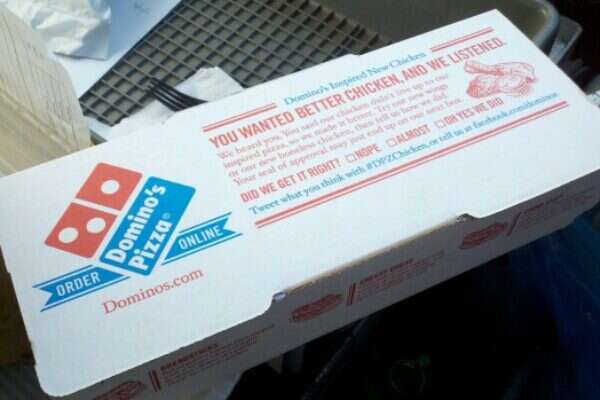 Domino's Inspired New Chicken
YOU WANTED BETTER CHICKEN, AND WE LISTENED.
We heard you. You said our chicken didn't live up to our
inspired pizza, so we made it better. Try our new wings
or our new boneless chicken, then tell us how we did.
Your seal of approval may just end up on our next box.
DID WE GET IT RIGHT? NOPE ALMOST OH YES WE DID
Tweet what you think with #DPZChicken, or tell us at facebook.com/dominos
Domino's
Pizza®
ORDER ONLINE
Dominos.com
BREADSTICKS